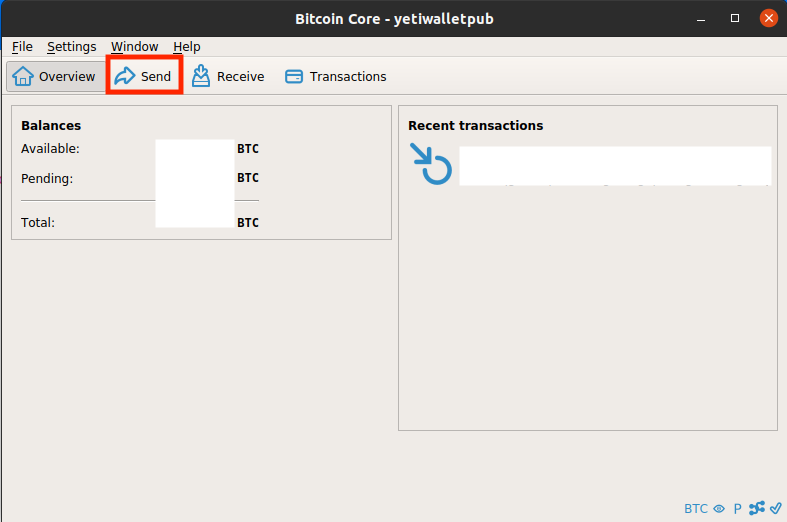 Bitcoin Core - yetiwalletpub
File Settings Window Help
Overview Send Receive Transactions
Balances
Available: BTC
Pending: BTC
Total: BTC
Recent transactions
BTC P